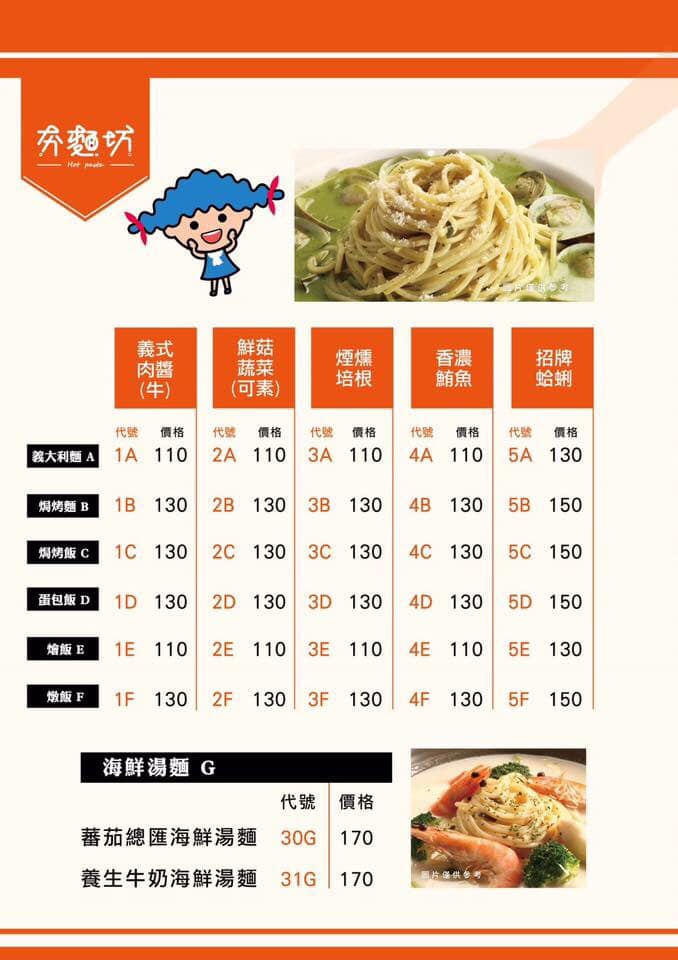 夯麵坊
Hot pasta
圖片僅供參考
義式
肉醬
(牛)
鮮菇
蔬菜
(可素)
煙燻
培根
香濃
鮪魚
招牌
蛤蜊
代號 價格 代號 價格 代號 價格 代號 價格 代號 價格
義大利麵 A 1A 110 2A 110 3A 110 4A 110 5A 130
焗烤麵 B 1B 130 2B 130 3B 130 4B 130 5B 150
焗烤飯 C 1C 130 2C 130 3C 130 4C 130 5C 150
蛋包飯 D 1D 130 2D 130 3D 130 4D 130 5D 150
燴飯 E 1E 110 2E 110 3E 110 4E 110 5E 130
燉飯 F 1F 130 2F 130 3F 130 4F 130 5F 150
海鮮湯麵 G
代號 價格
蕃茄總匯海鮮湯麵 30G 170
養生牛奶海鮮湯麵 31G 170
圖片僅供參考